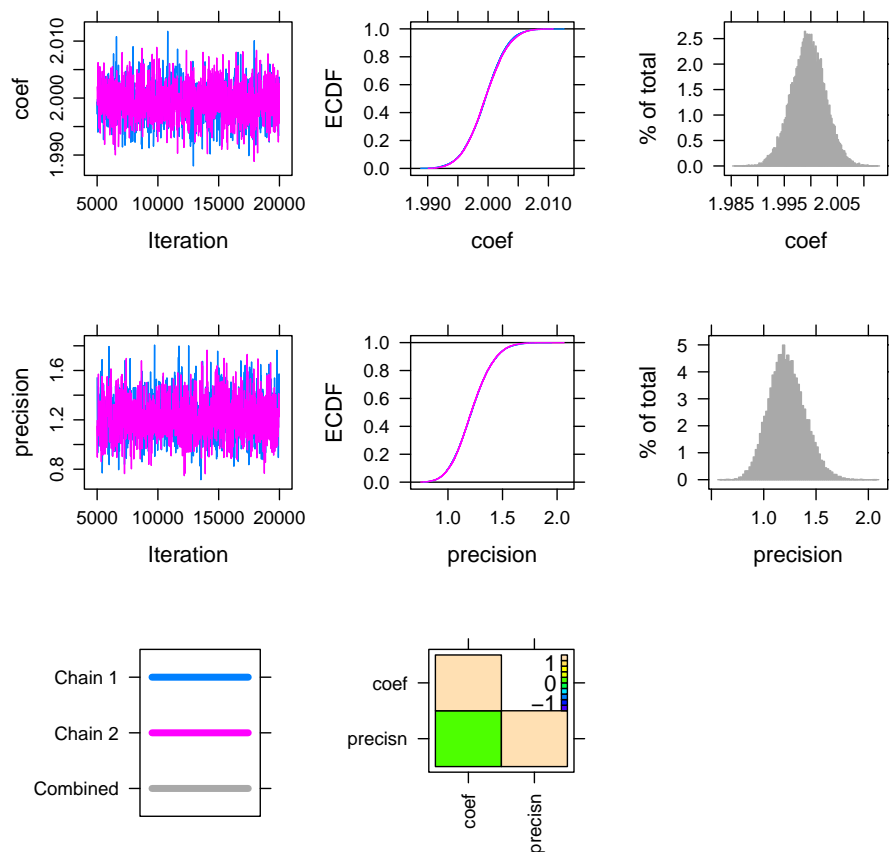 coef
1.990
2.000
2.010
5000 10000 15000 20000
Iteration
ECDF
0.0
0.2
0.4
0.6
0.8
1.0
1.990 2.000 2.010
coef
% of total
0.0
0.5
1.0
1.5
2.0
2.5
1.985 1.995 2.005
coef
precision
0.8
1.2
1.6
5000 10000 15000 20000
Iteration
ECDF
0.0
0.2
0.4
0.6
0.8
1.0
1.0 1.5 2.0
precision
% of total
0
1
2
3
4
5
1.0 1.5 2.0
precision
Chain 1
Chain 2
Combined
coef
precisn
1
0
−1
coef
precisn